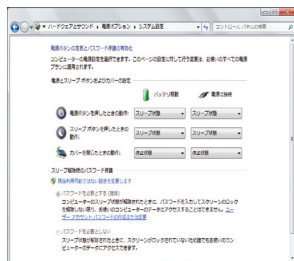 ハードウェアとサウンド ▸ 電源オプション ▸ システム設定
コントロール パネルの検索
電源ボタンの定義とパスワード保護の有効化
コンピューターの電源設定を選択できます。このページの設定に対して行う変更は、お使いのすべての電源
プランに適用されます。
電源とスリープ ボタンおよびカバーの設定
バッテリ駆動 電源に接続
電源ボタンを押したときの動作: スリープ状態 スリープ状態
スリープ ボタンを押したときの
動作: スリープ状態 スリープ状態
カバーを閉じたときの動作: 休止状態 休止状態
スリープ解除時のパスワード保護
現在利用可能ではない設定を変更します
パスワードを必要とする (推奨)
コンピューターのスリープ状態が解除されたときに、パスワードを入力してスクリーンのロック
を解除しない限り、お使いのコンピューターのデータにアクセスすることはできません。ユー
ザー アカウント パスワードの作成または変更
パスワードを必要としない
スリープ状態が解除されたときに、スクリーンがロックされていないため誰でもお使いのコン
ピューターのデータにアクセスできます。